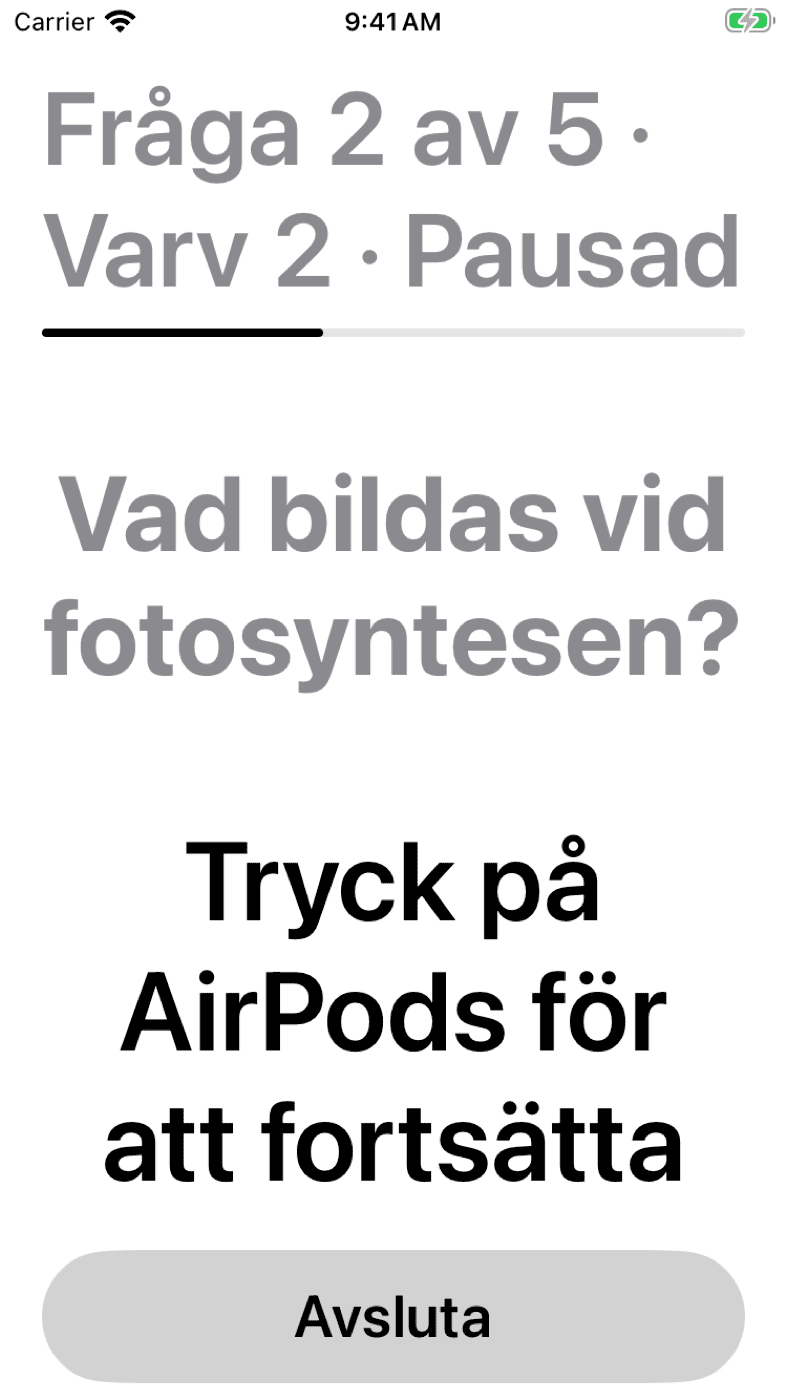 Carrier 9:41 AM
Fråga 2 av 5 ·
Varv 2 · Pausad
Vad bildas vid
fotosyntesen?
Tryck på
AirPods för
att fortsätta
Avsluta